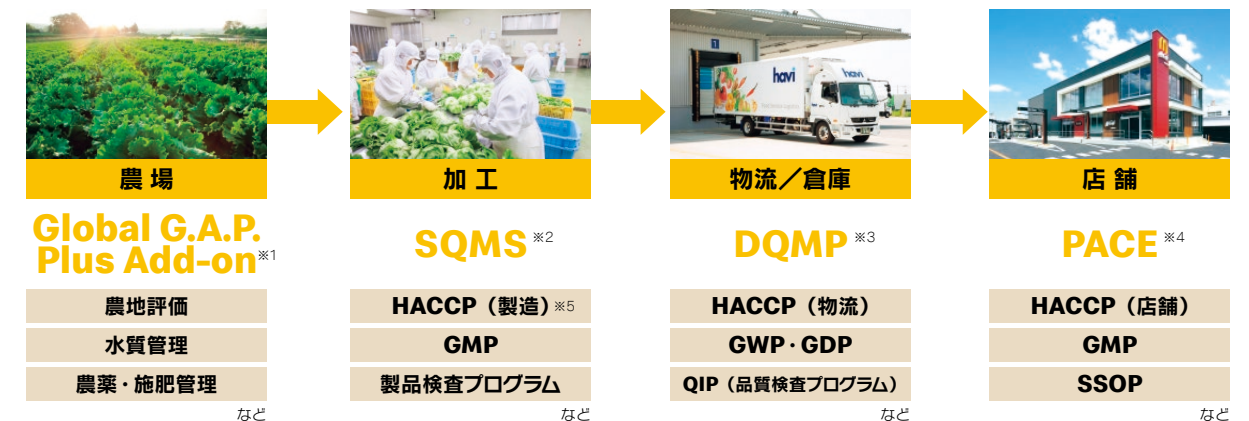 1
havi
havi
農場
加工
物流／倉庫
店舗
Global G.A.P.
Plus Add-on※1
SQMS※2
DQMP※3
PACE※4
農地評価
水質管理
農薬・施肥管理
など
HACCP（製造）※5
GMP
製品検査プログラム
など
HACCP（物流）
GWP・GDP
QIP（品質検査プログラム）
など
HACCP（店舗）
GMP
SSOP
など